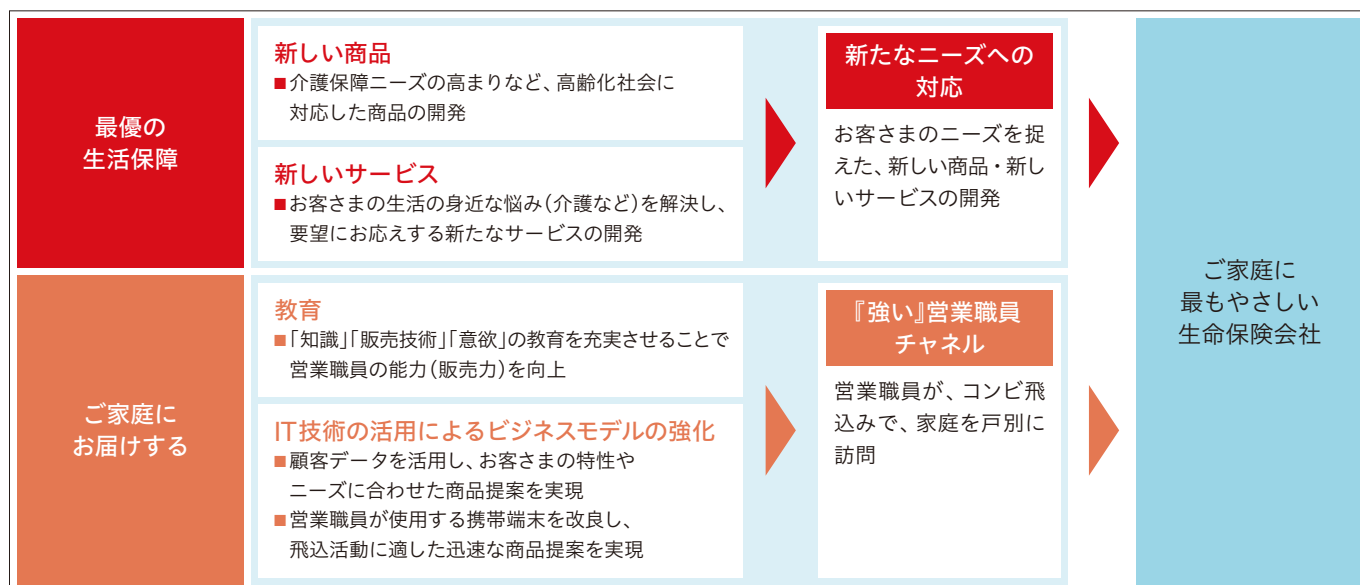 最優の
生活保障
新しい商品
■介護保障ニーズの高まりなど、高齢化社会に
対応した商品の開発
新しいサービス
■お客さまの生活の身近な悩み(介護など)を解決し、
要望にお応えする新たなサービスの開発
新たなニーズへの
対応
お客さまのニーズを捉
えた、新しい商品・新し
いサービスの開発
ご家庭に
お届けする
教育
■「知識」「販売技術」「意欲」の教育を充実させることで
営業職員の能力(販売力)を向上
IT技術の活用によるビジネスモデルの強化
■顧客データを活用し、お客さまの特性や
ニーズに合わせた商品提案を実現
■営業職員が使用する携帯端末を改良し、
飛込活動に適した迅速な商品提案を実現
『強い』営業職員
チャネル
営業職員が、コンビ飛
込みで、家庭を戸別に
訪問
ご家庭に
最もやさしい
生命保険会社